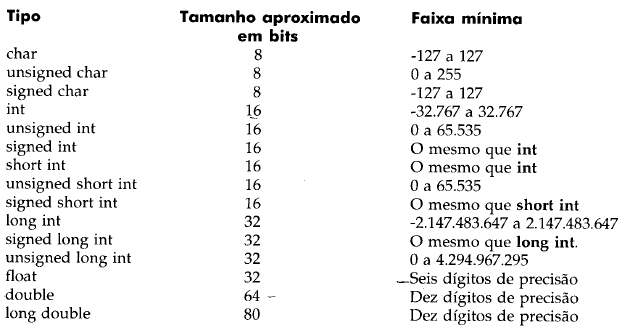 Tipo Tamanho aproximado Faixa mínima
em bits
char 8 -127 a 127
unsigned char 8 0 a 255
signed char 8 -127 a 127
int 16 -32.767 a 32.767
unsigned int 16 0 a 65.535
signed int 16 O mesmo que int
short int 16 O mesmo que int
unsigned short int 16 0 a 65.535
signed short int 16 O mesmo que short int
long int 32 -2.147.483.647 a 2.147.483.647
signed long int 32 O mesmo que long int.
unsigned long int 32 0 a 4.294.967.295
float 32 Seis dígitos de precisão
double 64 Dez dígitos de precisão
long double 80 Dez dígitos de precisão